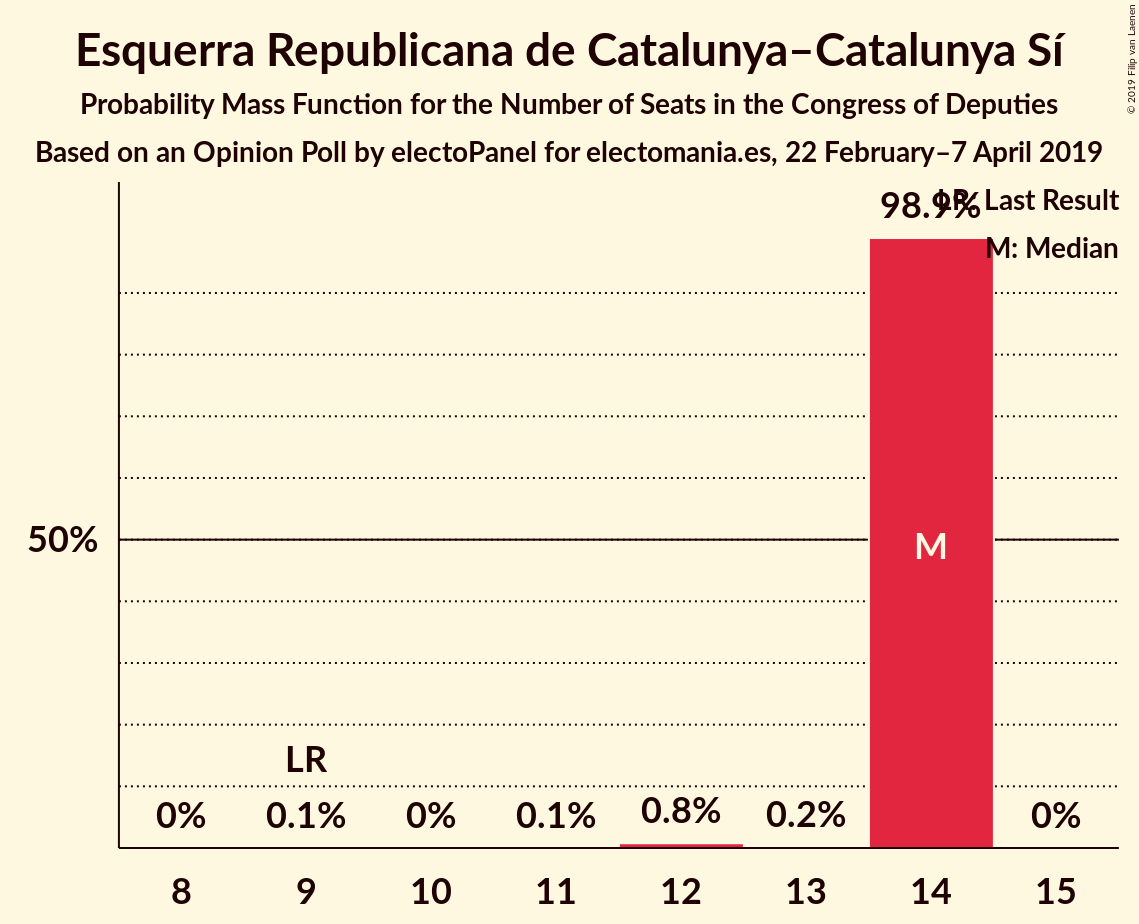 Esquerra Republicana de Catalunya–Catalunya Sí
Probability Mass Function for the Number of Seats in the Congress of Deputies
Based on an Opinion Poll by electoPanel for electomania.es, 22 February–7 April 2019
© 2019 Filip van Laenen
LR: Last Result
M: Median
98.9%
50%
M
LR
0% 0.1% 0% 0.1% 0.8% 0.2% 0%
8 9 10 11 12 13 14 15